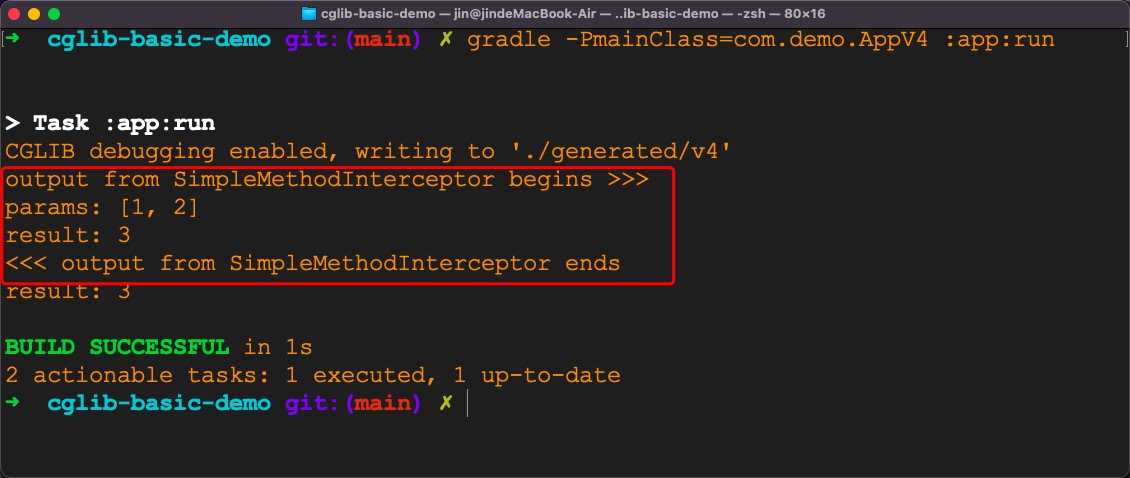 cglib-basic-demo — jin@jindeMacBook-Air — ..ib-basic-demo — -zsh — 80×16
[➜  cglib-basic-demo git:(main) ✗ gradle -PmainClass=com.demo.AppV4 :app:run ]
> Task :app:run
CGLIB debugging enabled, writing to './generated/v4'
output from SimpleMethodInterceptor begins >>>
params: [1, 2]
result: 3
<<< output from SimpleMethodInterceptor ends
result: 3
BUILD SUCCESSFUL in 1s
2 actionable tasks: 1 executed, 1 up-to-date
➜  cglib-basic-demo git:(main) ✗